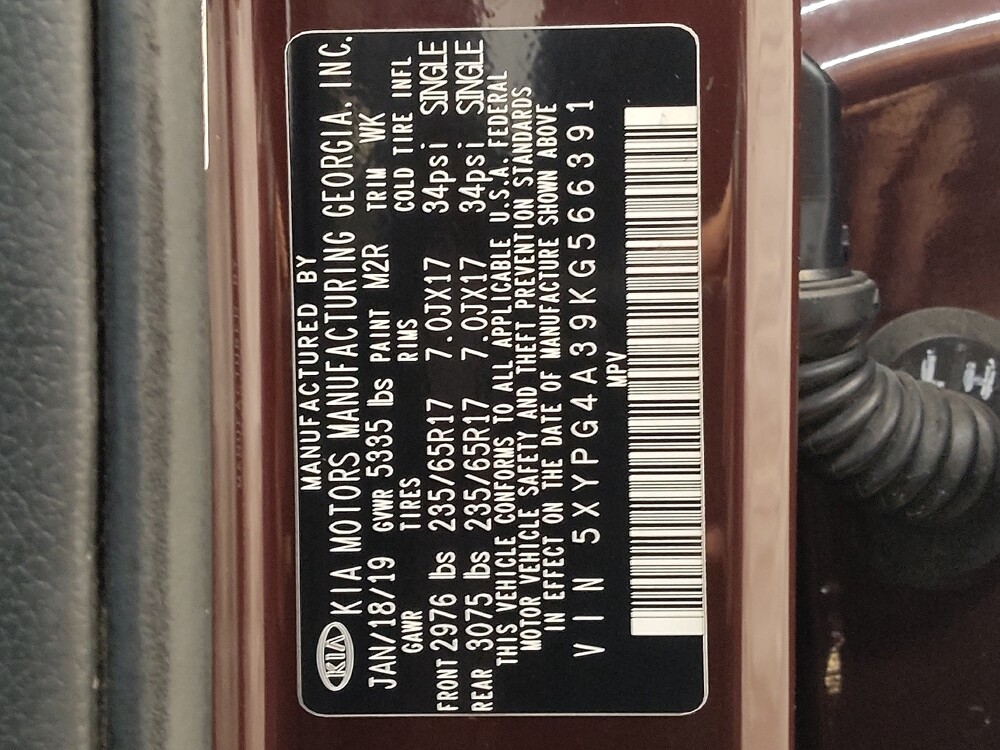 MANUFACTURED BY
KIA KIA MOTORS MANUFACTURING GEORGIA, INC.
JAN/18/19 GVWR 5335 lbs PAINT M2R TRIM WK
GAWR TIRES RIMS COLD TIRE INFL
FRONT 2976 lbs 235/65R17 7.0JX17 34psi SINGLE
REAR 3075 lbs 235/65R17 7.0JX17 34psi SINGLE
THIS VEHICLE CONFORMS TO ALL APPLICABLE U.S.A. FEDERAL
MOTOR VEHICLE SAFETY AND THEFT PREVENTION STANDARDS
IN EFFECT ON THE DATE OF MANUFACTURE SHOWN ABOVE
VIN 5XYPG4A39KG566391
MPV